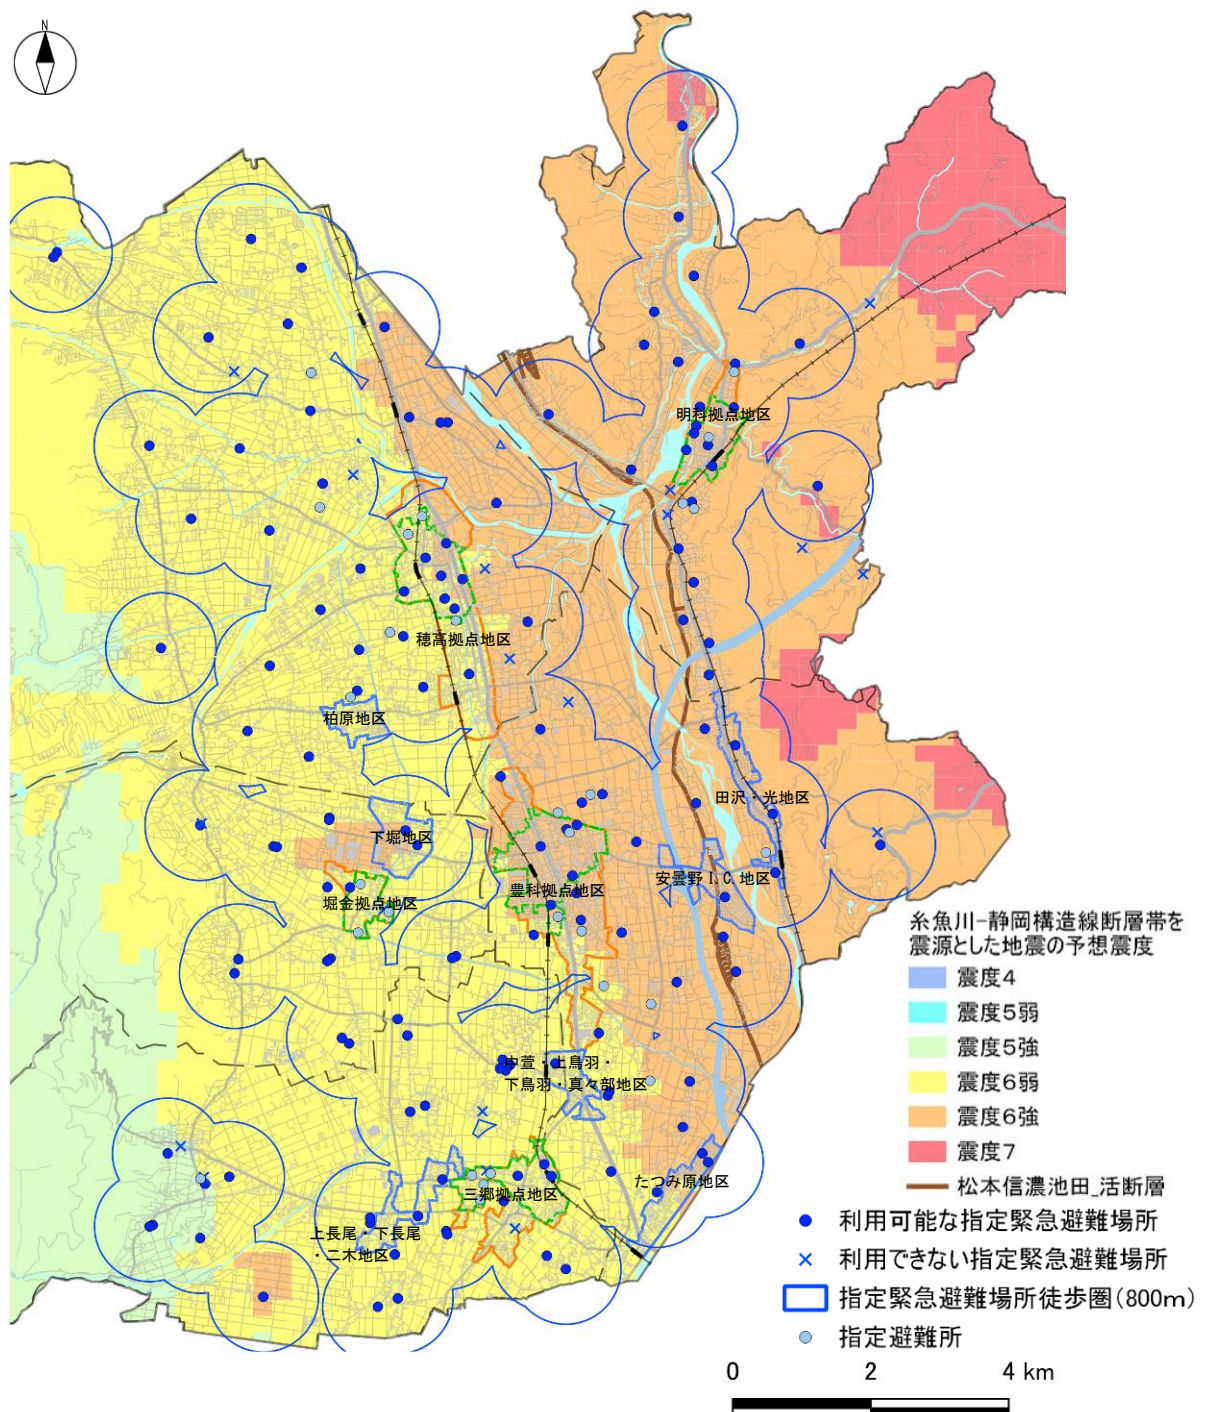 N
明科拠点地区
穂高拠点地区
柏原地区
田沢・光地区
下堀地区
安曇野I.C.地区
豊科拠点地区
堀金拠点地区
中萱・上鳥羽・
下鳥羽・真々部地区
たつみ原地区
三郷拠点地区
上長尾・下長尾
・二木地区
糸魚川-静岡構造線断層帯を
震源とした地震の予想震度
震度4
震度5弱
震度5強
震度6弱
震度6強
震度7
松本信濃池田_活断層
利用可能な指定緊急避難場所
利用できない指定緊急避難場所
指定緊急避難場所徒歩圏(800m)
指定避難所
0 2 4 km